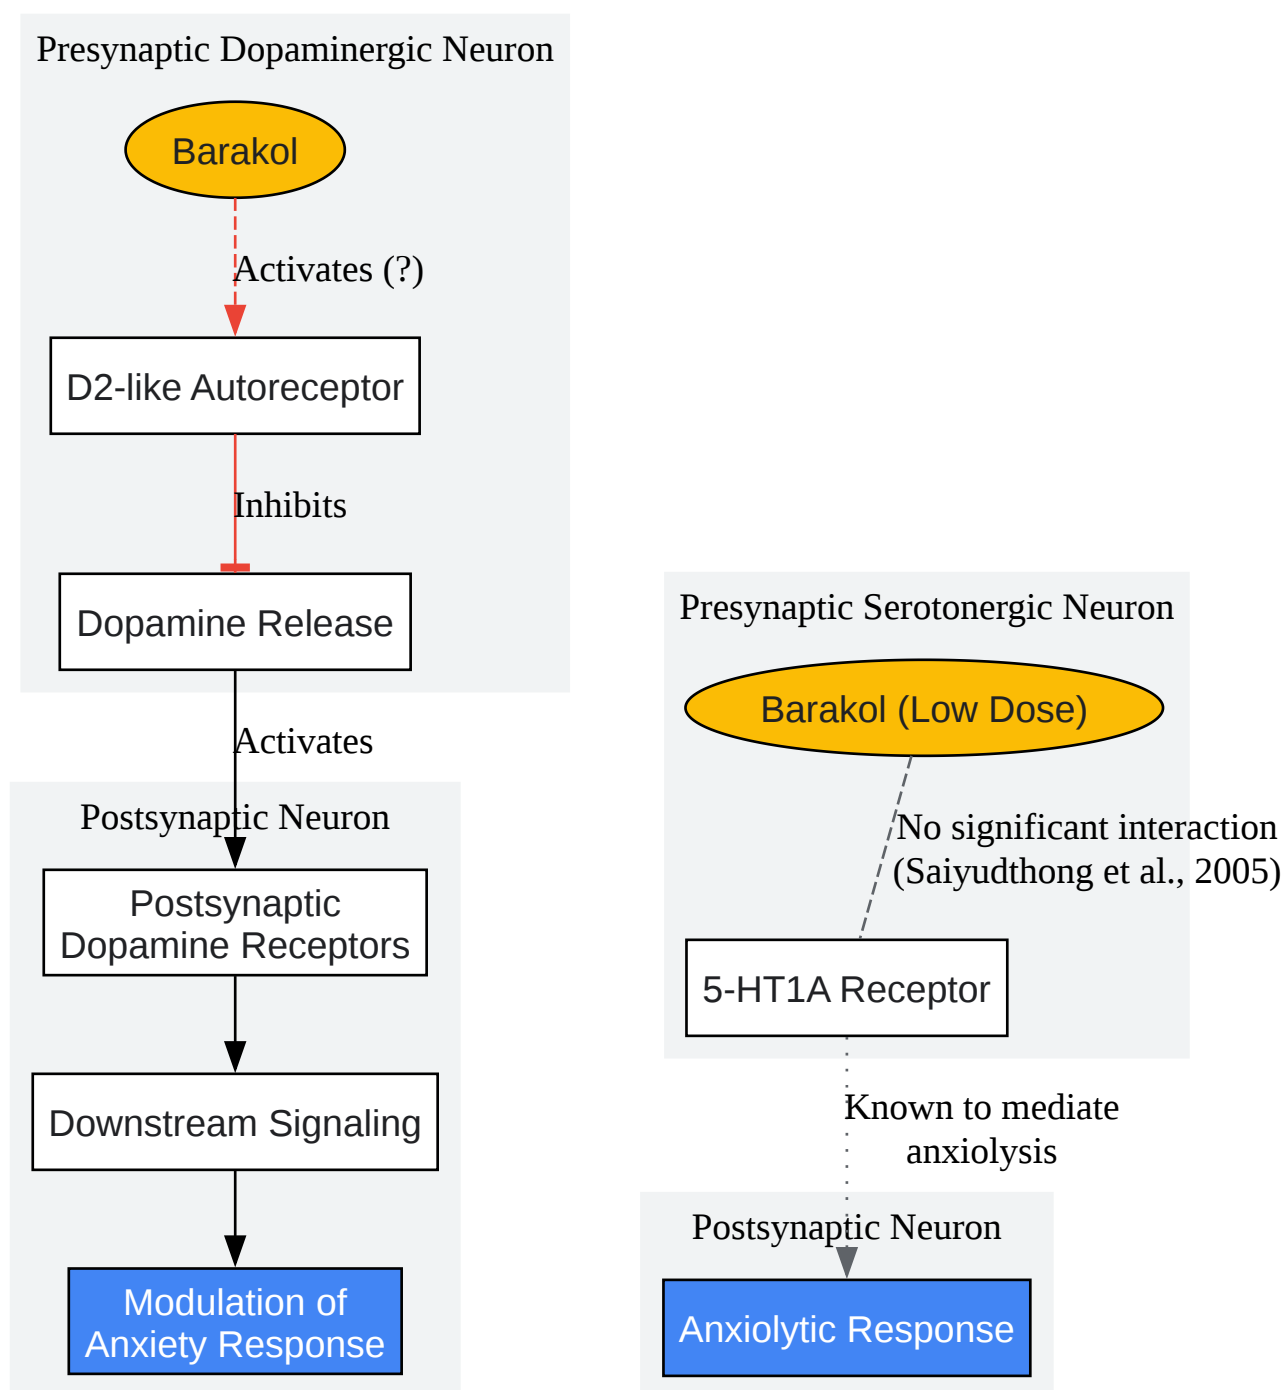 Presynaptic Dopaminergic Neuron
Barakol
Activates (?)
D2-like Autoreceptor
Inhibits
Dopamine Release
Activates
Postsynaptic Neuron
Postsynaptic
Dopamine Receptors
Downstream Signaling
Modulation of
Anxiety Response
Presynaptic Serotonergic Neuron
Barakol (Low Dose)
No significant interaction
(Saiyudthong et al., 2005)
5-HT1A Receptor
Known to mediate
anxiolysis
Postsynaptic Neuron
Anxiolytic Response